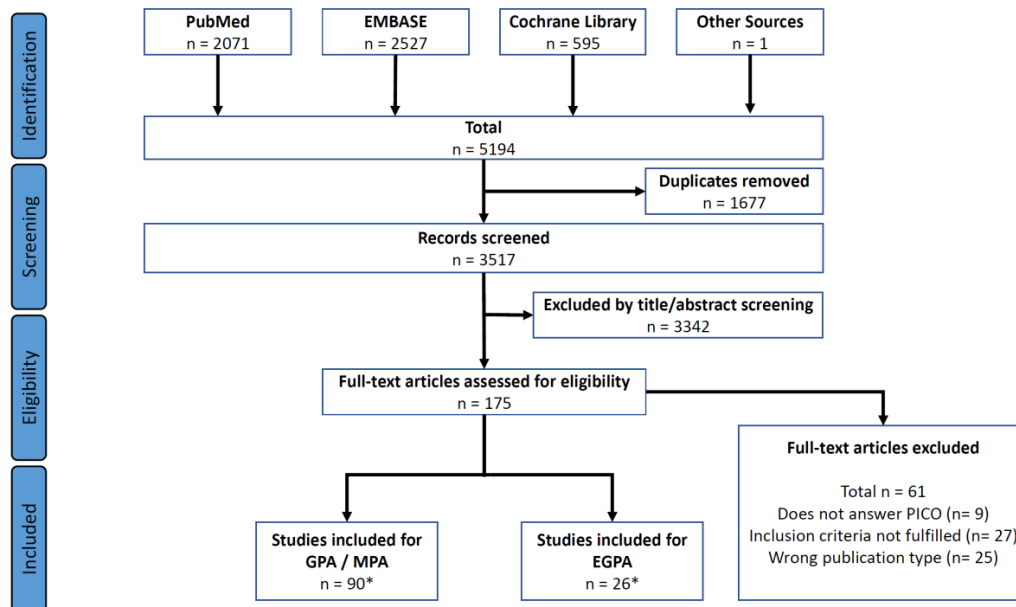 PubMed
n = 2071
EMBASE
n = 2527
Cochrane Library
n = 595
Other Sources
n = 1
Identification
Total
n = 5194
Duplicates removed
n = 1677
Screening
Records screened
n = 3517
Excluded by title/abstract screening
n = 3342
Eligibility
Full-text articles assessed for eligibility
n = 175
Full-text articles excluded
Total n = 61
Does not answer PICO (n= 9)
Inclusion criteria not fulfilled (n= 27)
Wrong publication type (n= 25)
Included
Studies included for
GPA / MPA
n = 90*
Studies included for
EGPA
n = 26*